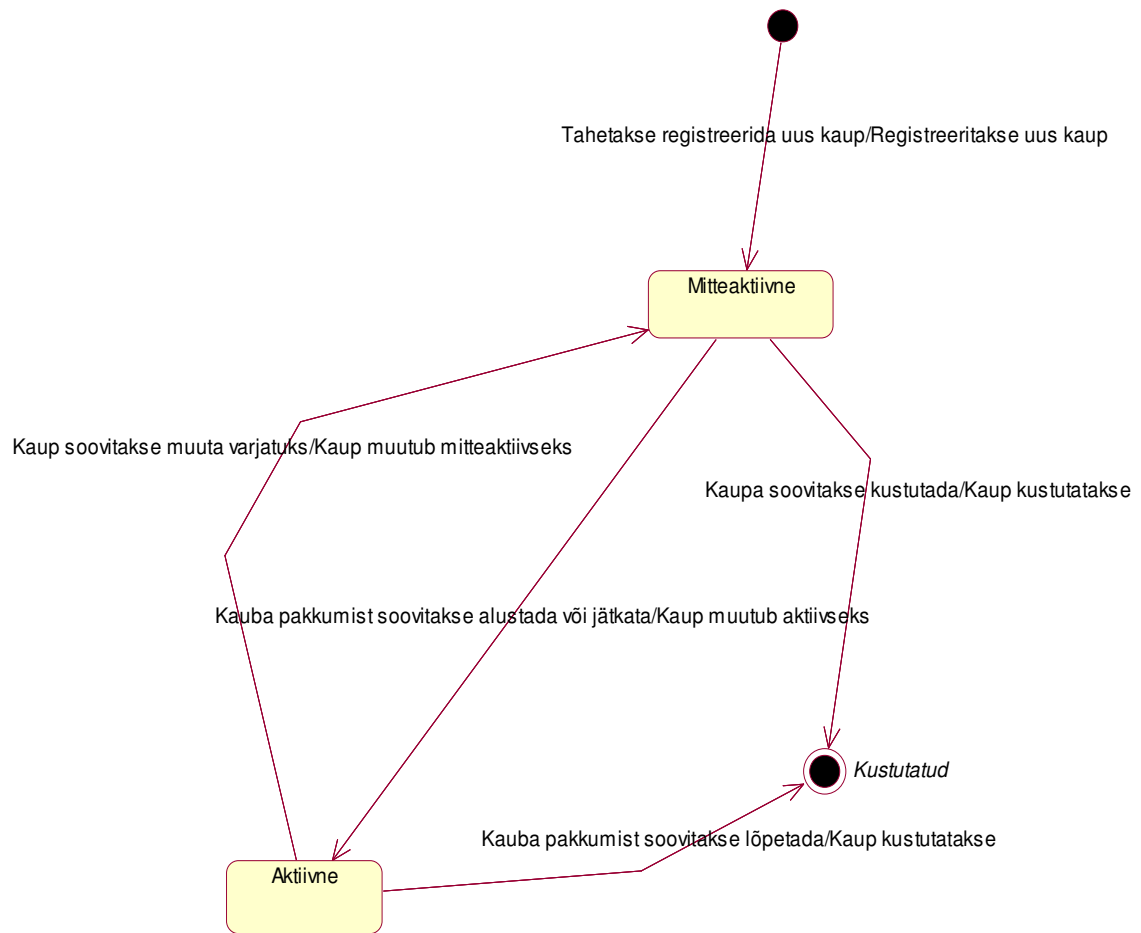 Tahetakse registreerida uus kaup/Registreeritakse uus kaup
Mitteaktiivne
Kaup soovitakse muuta varjatuks/Kaup muutub mitteaktiivseks
Kaupa soovitakse kustutada/Kaup kustutatakse
Kauba pakkumist soovitakse alustada või jätkata/Kaup muutub aktiivseks
Kustutatud
Kauba pakkumist soovitakse lõpetada/Kaup kustutatakse
Aktiivne